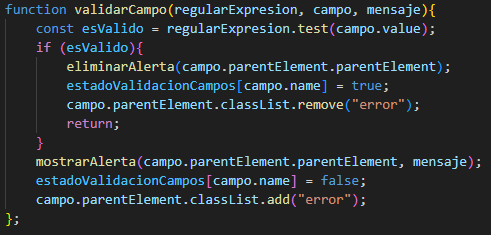 function validarCampo(regularExpresion, campo, mensaje){
    const esValido = regularExpresion.test(campo.value);
    if (esValido){
        eliminarAlerta(campo.parentElement.parentElement);
        estadoValidacionCampos[campo.name] = true;
        campo.parentElement.classList.remove("error");
        return;
    }
    mostrarAlerta(campo.parentElement.parentElement, mensaje);
    estadoValidacionCampos[campo.name] = false;
    campo.parentElement.classList.add("error");
};